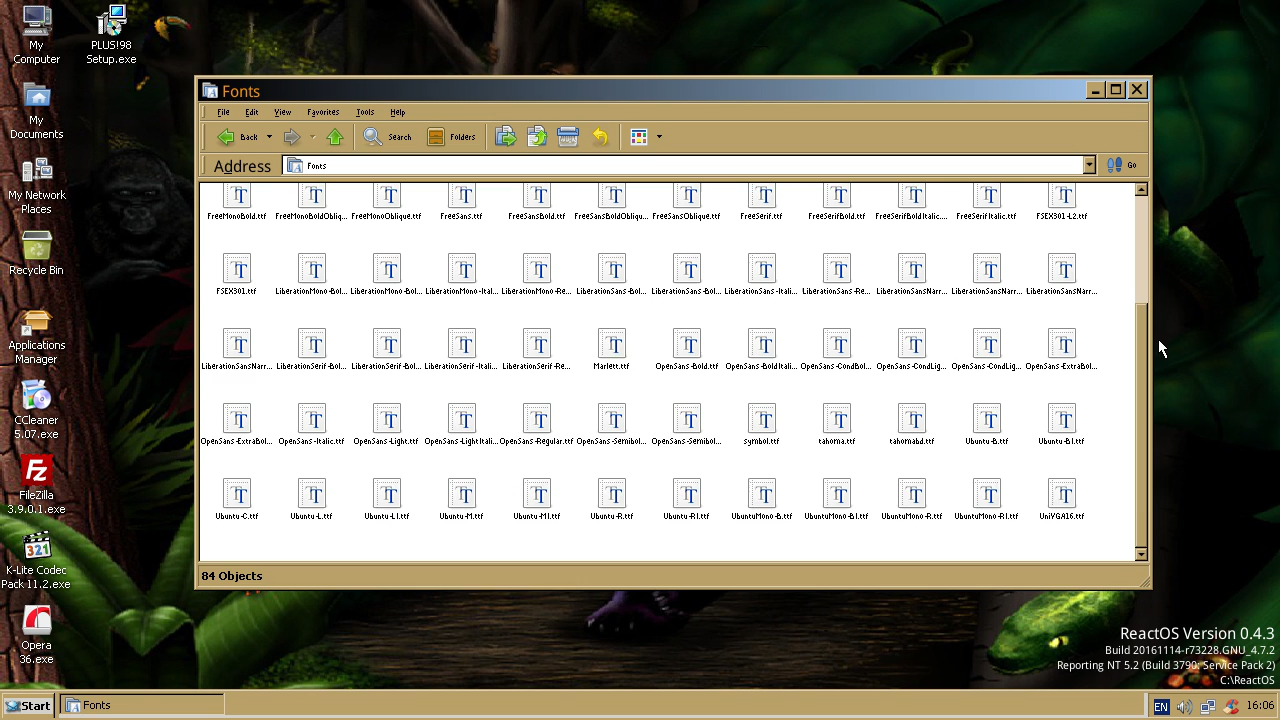 My
Computer
PLUS!98
Setup.exe
My
Documents
My Network
Places
Recycle Bin
Applications
Manager
CCleaner
5.07.exe
FileZilla
3.9.0.1.exe
K-Lite Codec
Pack 11.2.exe
Opera
36.exe
Fonts
File Edit View Favorites Tools Help
Back Search Folders
Address Fonts Go
FreeMonoBold.ttf FreeMonoBoldObliq... FreeMonoOblique.ttf FreeSans.ttf FreeSansBold.ttf FreeSansBoldObliqu... FreeSansOblique.ttf FreeSerif.ttf FreeSerifBold.ttf FreeSerifBoldItalic.... FreeSerifItalic.ttf FSEX301-L2.ttf
FSEX301.ttf LiberationMono-Bol... LiberationMono-Bol... LiberationMono-Ital... LiberationMono-Re... LiberationSans-Bol... LiberationSans-Bol... LiberationSans-Itali... LiberationSans-Re... LiberationSansNarr... LiberationSansNarr... LiberationSansNarr...
LiberationSansNarr... LiberationSerif-Bol... LiberationSerif-Bol... LiberationSerif-Itali... LiberationSerif-Re... Marlett.ttf OpenSans-Bold.ttf OpenSans-BoldItali... OpenSans-CondBol... OpenSans-CondLig... OpenSans-CondLig... OpenSans-ExtraBol...
OpenSans-ExtraBol... OpenSans-Italic.ttf OpenSans-Light.ttf OpenSans-LightItali... OpenSans-Regular.ttf OpenSans-Semibol... OpenSans-Semibol... symbol.ttf tahoma.ttf tahomabd.ttf Ubuntu-B.ttf Ubuntu-BI.ttf
Ubuntu-C.ttf Ubuntu-L.ttf Ubuntu-LI.ttf Ubuntu-M.ttf Ubuntu-MI.ttf Ubuntu-R.ttf Ubuntu-RI.ttf UbuntuMono-B.ttf UbuntuMono-BI.ttf UbuntuMono-R.ttf UbuntuMono-RI.ttf UniVGA16.ttf
84 Objects
ReactOS Version 0.4.3
Build 20161114-r73228.GNU_4.7.2
Reporting NT 5.2 (Build 3790: Service Pack 2)
C:\ReactOS
Start Fonts EN 16:06